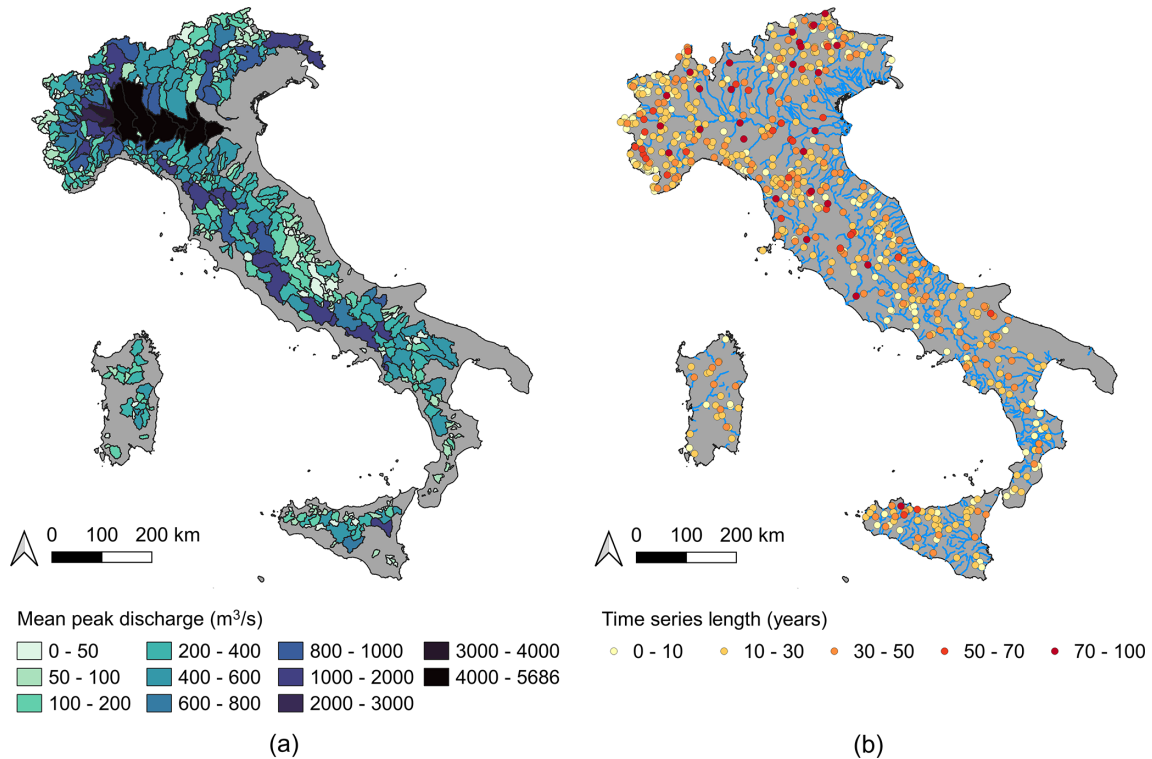 0 100 200 km
0 100 200 km
Mean peak discharge (m³/s)
0 - 50
50 - 100
100 - 200
200 - 400
400 - 600
600 - 800
800 - 1000
1000 - 2000
2000 - 3000
3000 - 4000
4000 - 5686
Time series length (years)
0 - 10 10 - 30 30 - 50 50 - 70 70 - 100
(a)
(b)